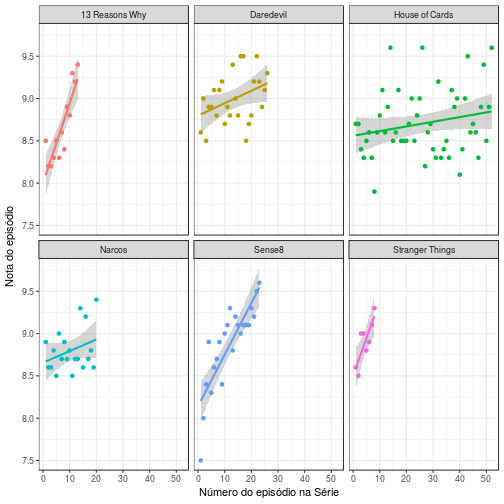 13 Reasons Why
Daredevil
House of Cards
9.5
9.0
8.5
8.0
7.5
Narcos
Sense8
Stranger Things
9.5
9.0
8.5
8.0
7.5
0 10 20 30 40 50
0 10 20 30 40 50
0 10 20 30 40 50
Nota do episódio
Número do episódio na Série